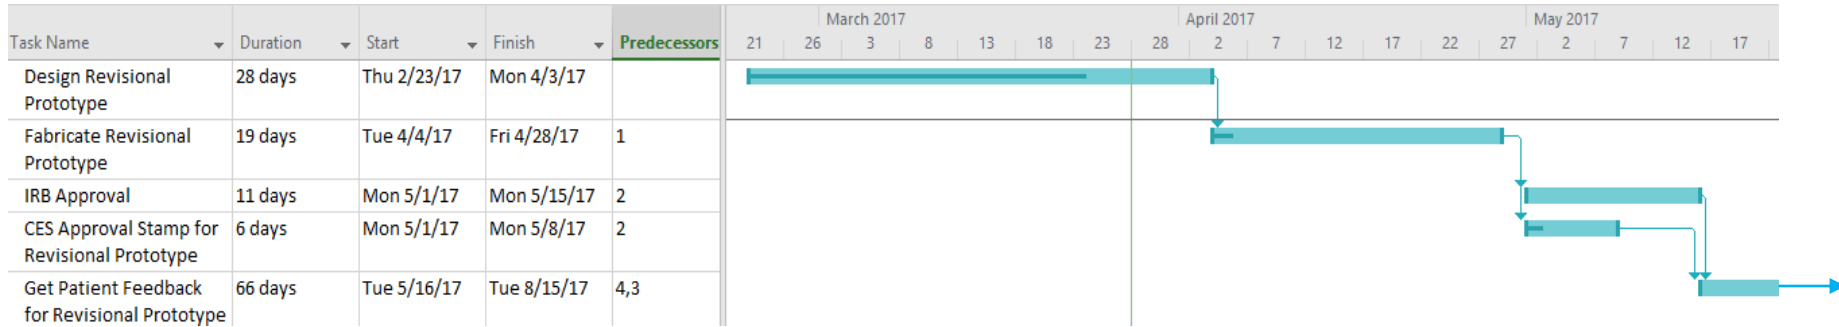 March 2017 April 2017 May 2017
Task Name Duration Start Finish Predecessors 21 26 3 8 13 18 23 28 2 7 12 17 22 27 2 7 12 17
Design Revisional 28 days Thu 2/23/17 Mon 4/3/17
Prototype
Fabricate Revisional 19 days Tue 4/4/17 Fri 4/28/17 1
Prototype
IRB Approval 11 days Mon 5/1/17 Mon 5/15/17 2
CES Approval Stamp for 6 days Mon 5/1/17 Mon 5/8/17 2
Revisional Prototype
Get Patient Feedback 66 days Tue 5/16/17 Tue 8/15/17 4,3
for Revisional Prototype